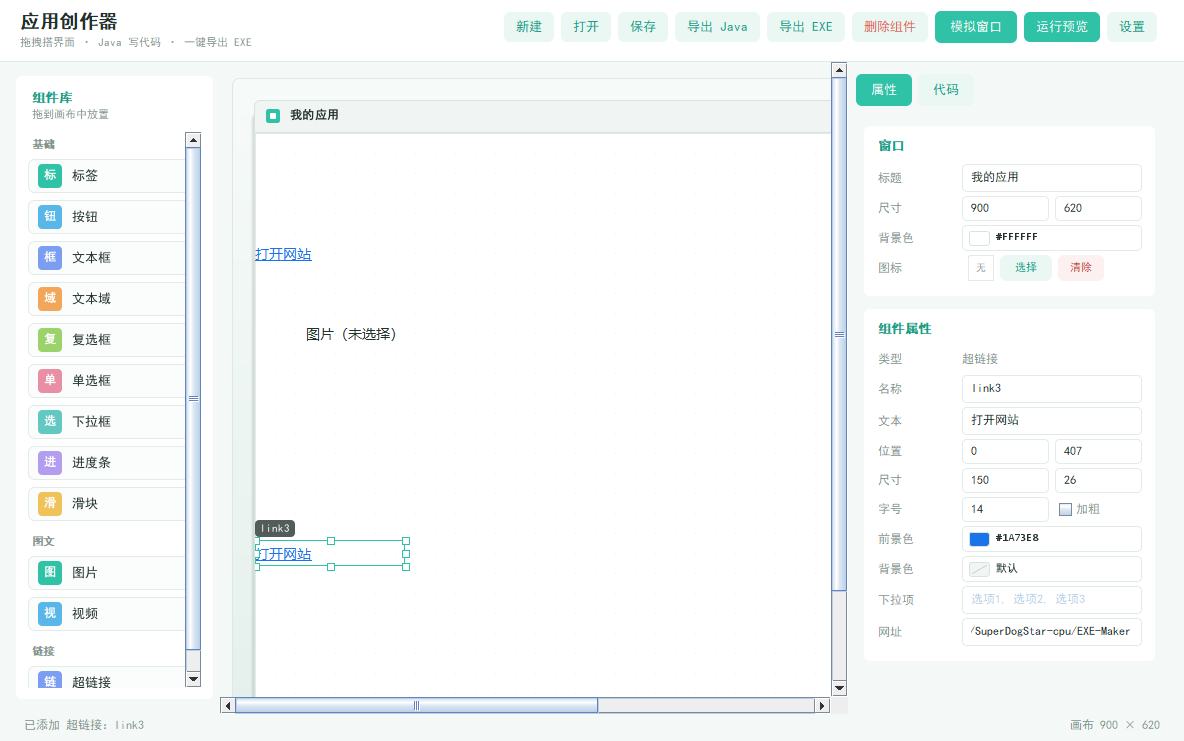 应用创作器
拖拽搭界面 · Java 写代码 · 一键导出 EXE
新建 打开 保存 导出 Java 导出 EXE 删除组件 模拟窗口 运行预览 设置
组件库
拖到画布中放置
基础
标 标签
钮 按钮
框 文本框
域 文本域
复 复选框
单 单选框
选 下拉框
进 进度条
滑 滑块
图文
图 图片
视 视频
链接
链 超链接
我的应用
打开网站
图片（未选择）
link3
打开网站
属性 代码
窗口
标题 我的应用
尺寸 900 620
背景色 #FFFFFF
图标 无 选择 清除
组件属性
类型 超链接
名称 link3
文本 打开网站
位置 0 407
尺寸 150 26
字号 14 加粗
前景色 #1A73E8
背景色 默认
下拉项 选项1, 选项2, 选项3
网址 /SuperDogStar-cpu/EXE-Maker
已添加 超链接: link3
画布 900 × 620